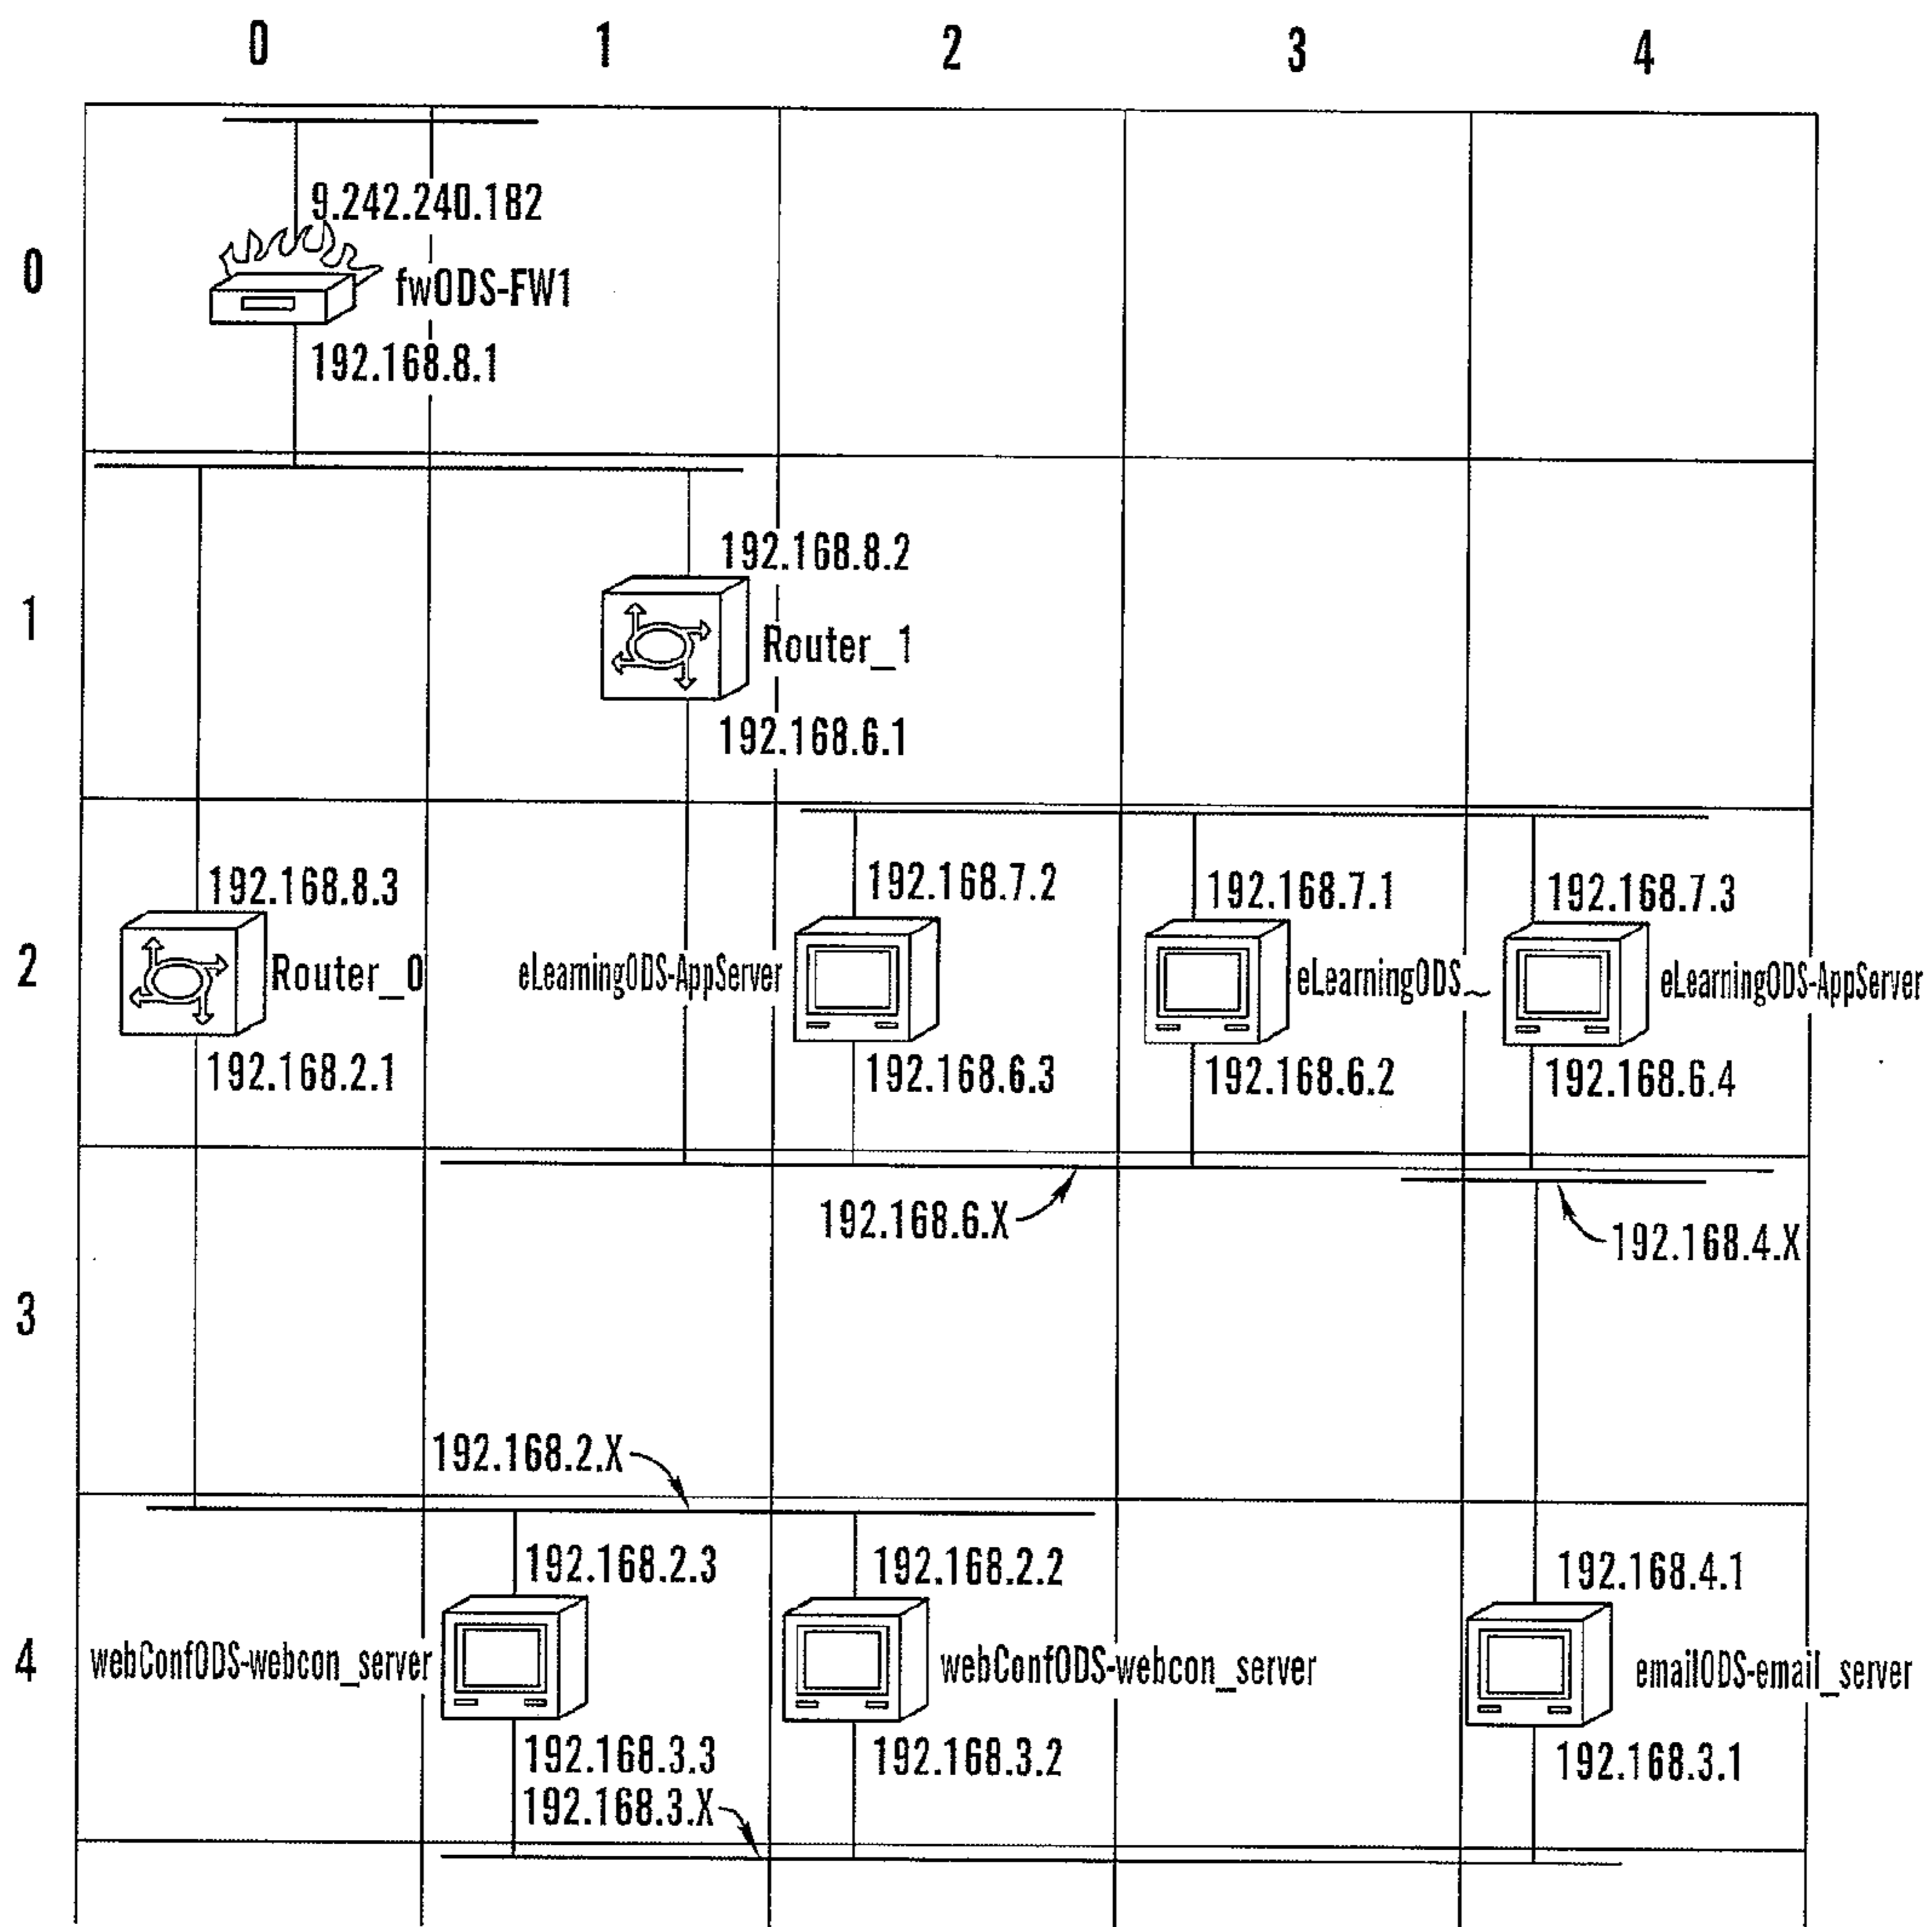 0 1 2 3 4
9.242.240.182
0
fwODS-FW1
192.168.8.1
192.168.8.2
1
Router_1
192.168.6.1
192.168.8.3
192.168.7.2
192.168.7.1
192.168.7.3
2
Router_0
eLearningODS-AppServer
eLearningODS~
eLearningODS-AppServer
192.168.2.1
192.168.6.3
192.168.6.2
192.168.6.4
192.168.6.X
192.168.4.X
3
192.168.2.X
192.168.2.3
192.168.2.2
192.168.4.1
4
webConfODS-webcon_server
webConfODS-webcon_server
emailODS-email_server
192.168.3.3
192.168.3.2
192.168.3.1
192.168.3.X